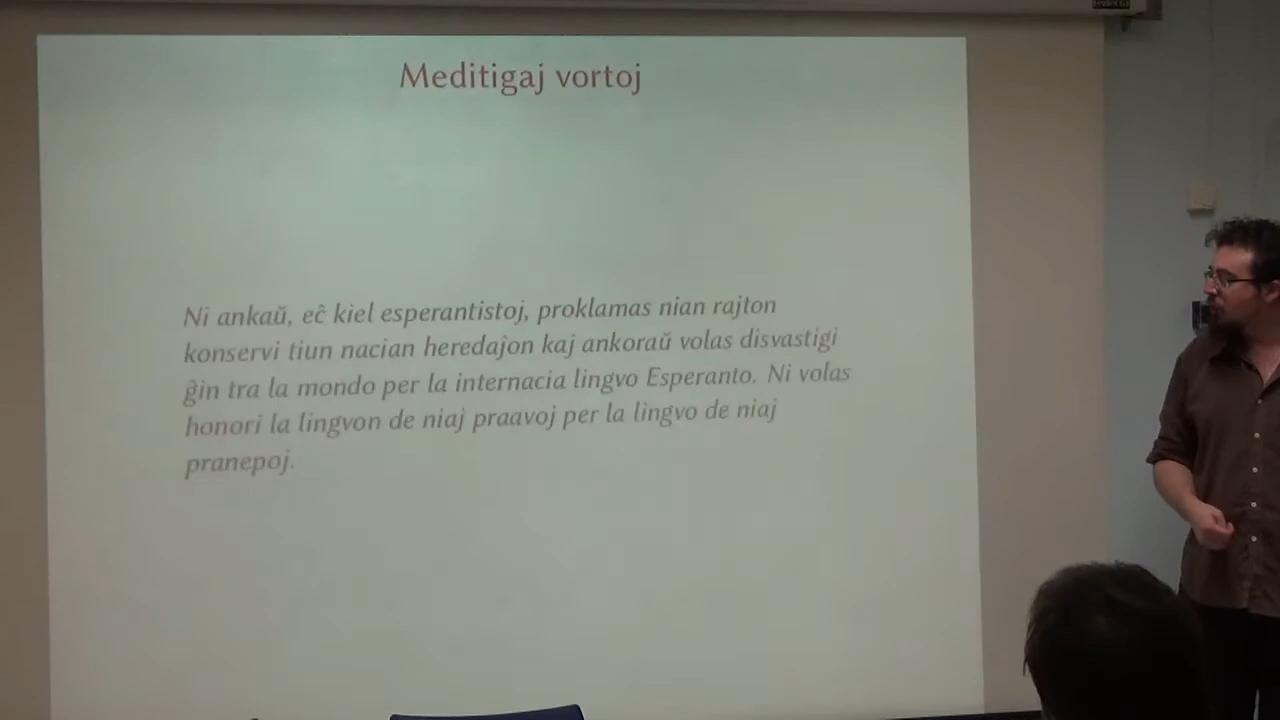 Meditigaj vortoj
Ni ankaŭ, eĉ kiel esperantistoj, proklamas nian rajton
konservi tiun nacian heredaĵon kaj ankoraŭ volas disvastigi
ĝin tra la mondo per la internacia lingvo Esperanto. Ni volas
honori la lingvon de niaj praavoj per la lingvo de niaj
pranepoj.